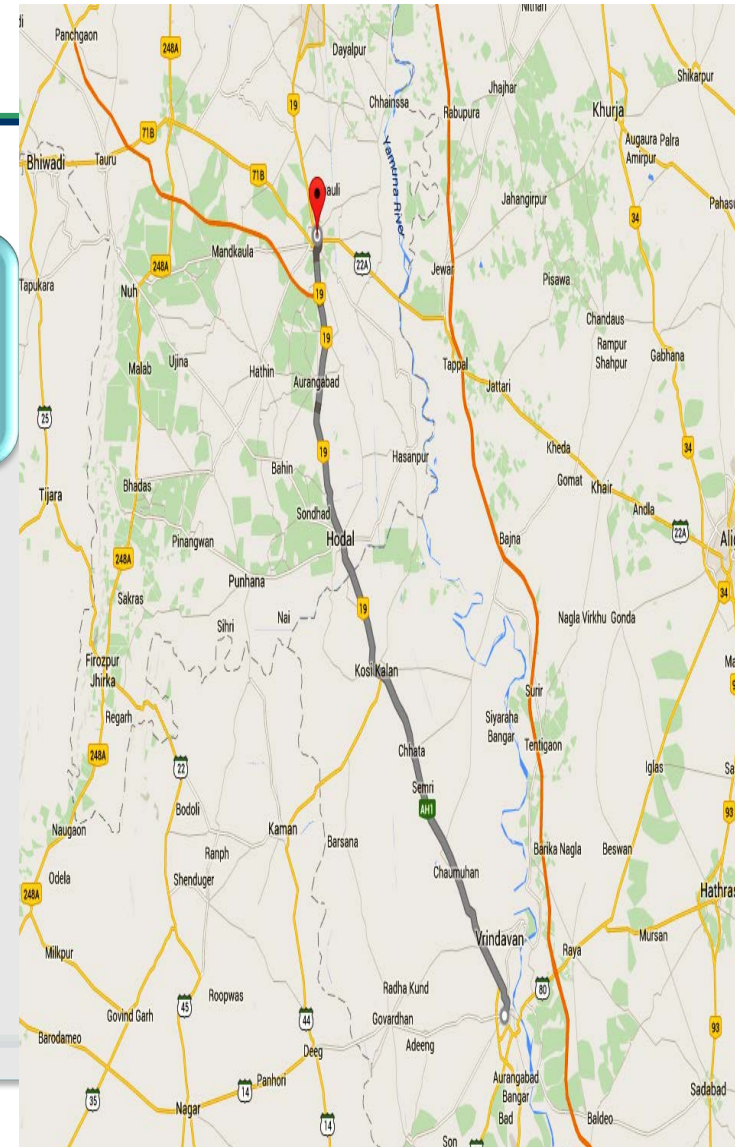 Nithari
Panchgaon
248A
Dayalpur
Shikarpur
Jhajhar
19
Chhainssa
Rabupura
Khurja
Augaura Palra
Amirpur
71B
Bhiwadi
Tauru
Yamuna River
71B
Jahangirpur
Pahasu
34
Mandkaula
22A
Jewar
248A
Pisawa
Tapukara
Nuh
19
Chandaus
19
Rampur
Shahpur
Gabhana
Malab
Ujina
Tappal
Hathin
Aurangabad
Jattari
25
34
Kheda
19
Hasanpur
Bahin
Gomat
Khair
Bhadas
Tijara
Sondhad
Andla
Pinangwan
Hodal
Bajna
22A
248A
Punhana
34
Sakras
19
Nai
Nagla Virkhu
Gonda
Sihri
Firozpur
Jhirka
Kosi Kalan
Surir
Regarh
Siyaraha
Bangar
Tentigaon
248A
Chhata
22
Iglas
Semri
Bodoli
AH1
93
Naugaon
Kaman
Barsana
Ranph
Barika Nagla
Beswan
Odela
Shenduger
Chaumuhan
Hathras
248A
Vrindavan
Mursan
Milkpur
Raya
Radha Kund
80
Roopwas
45
Govind Garh
44
Govardhan
93
Barodameo
Adeeng
Deeg
Panhori
Aurangabad
Bangar
Sadabad
35
14
Nagar
Bad
Baldeo
14
Son